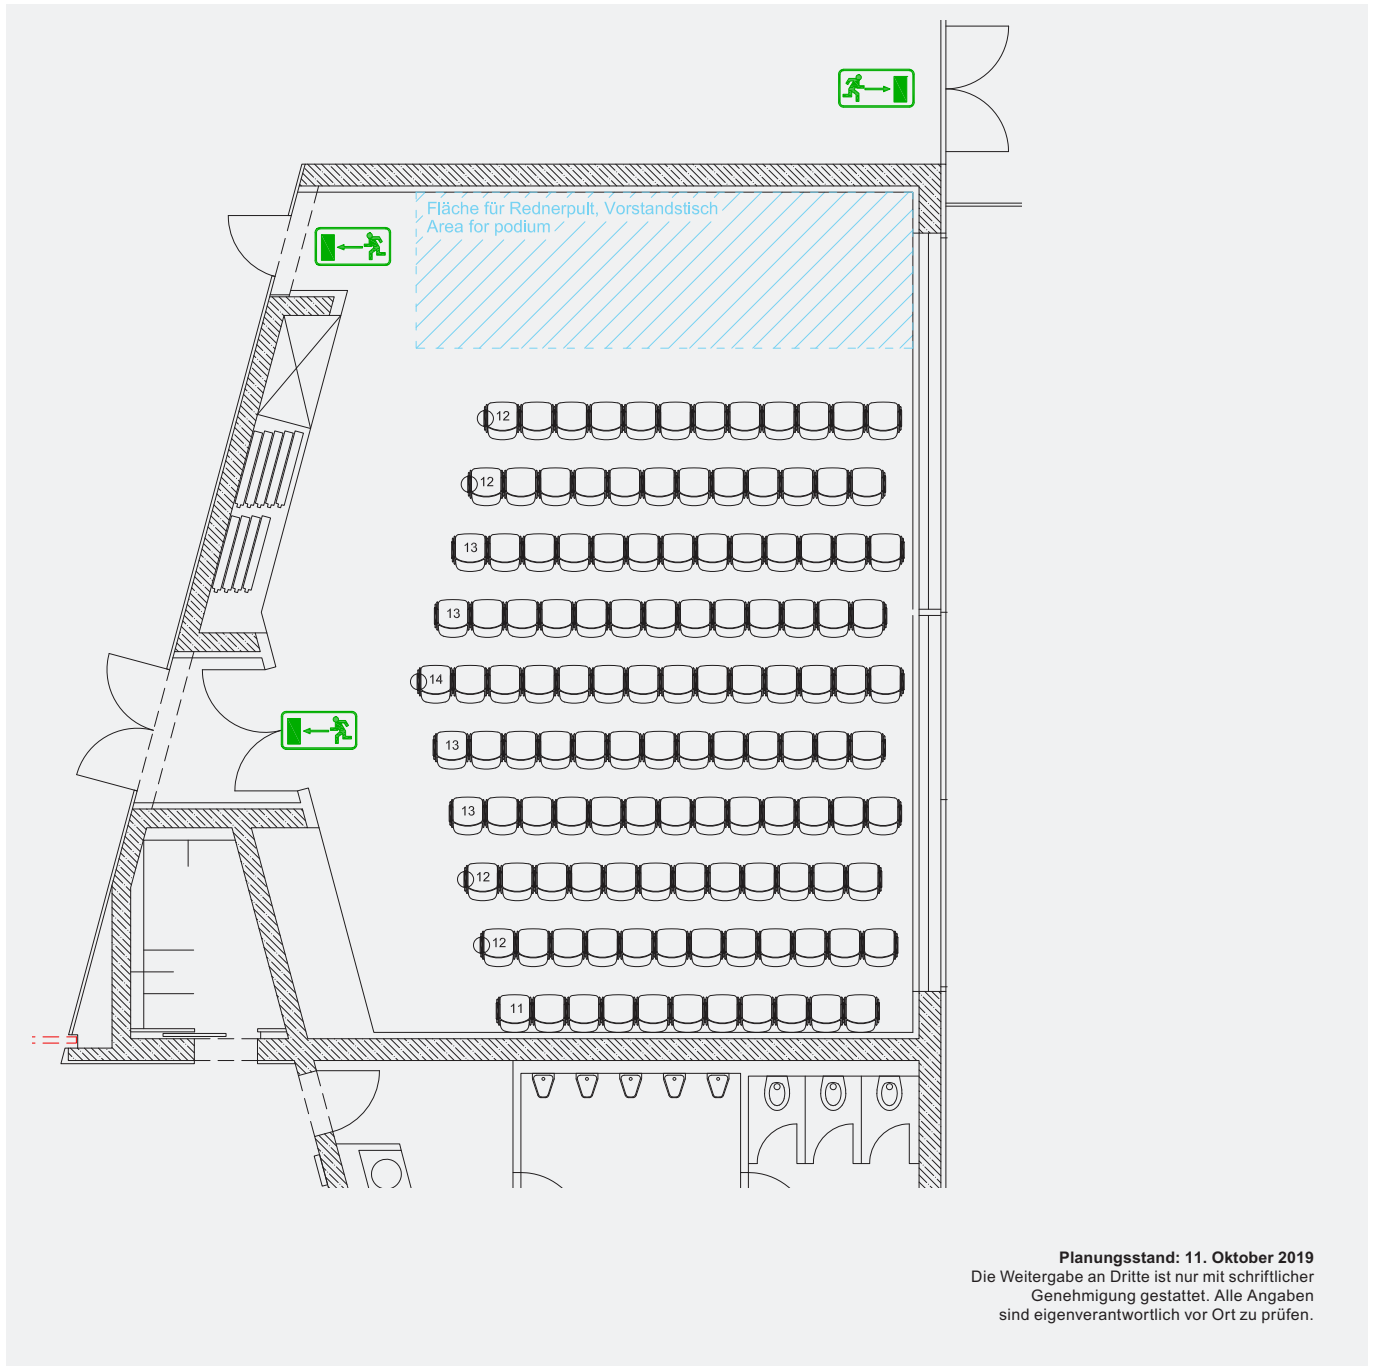 Fläche für Rednerpult, Vorstandstisch
Area for podium
12
12
13
13
14
13
13
12
12
11
Planungsstand: 11. Oktober 2019
Die Weitergabe an Dritte ist nur mit schriftlicher
Genehmigung gestattet. Alle Angaben
sind eigenverantwortlich vor Ort zu prüfen.